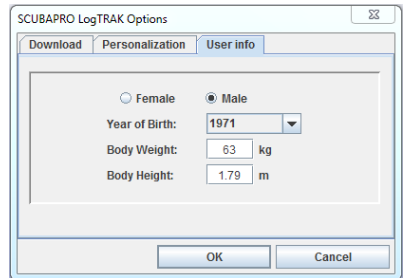 SCUBAPRO LogTRAK Options
Download Personalization User info
Female Male
Year of Birth: 1971
Body Weight: 63 kg
Body Height: 1.79 m
OK Cancel